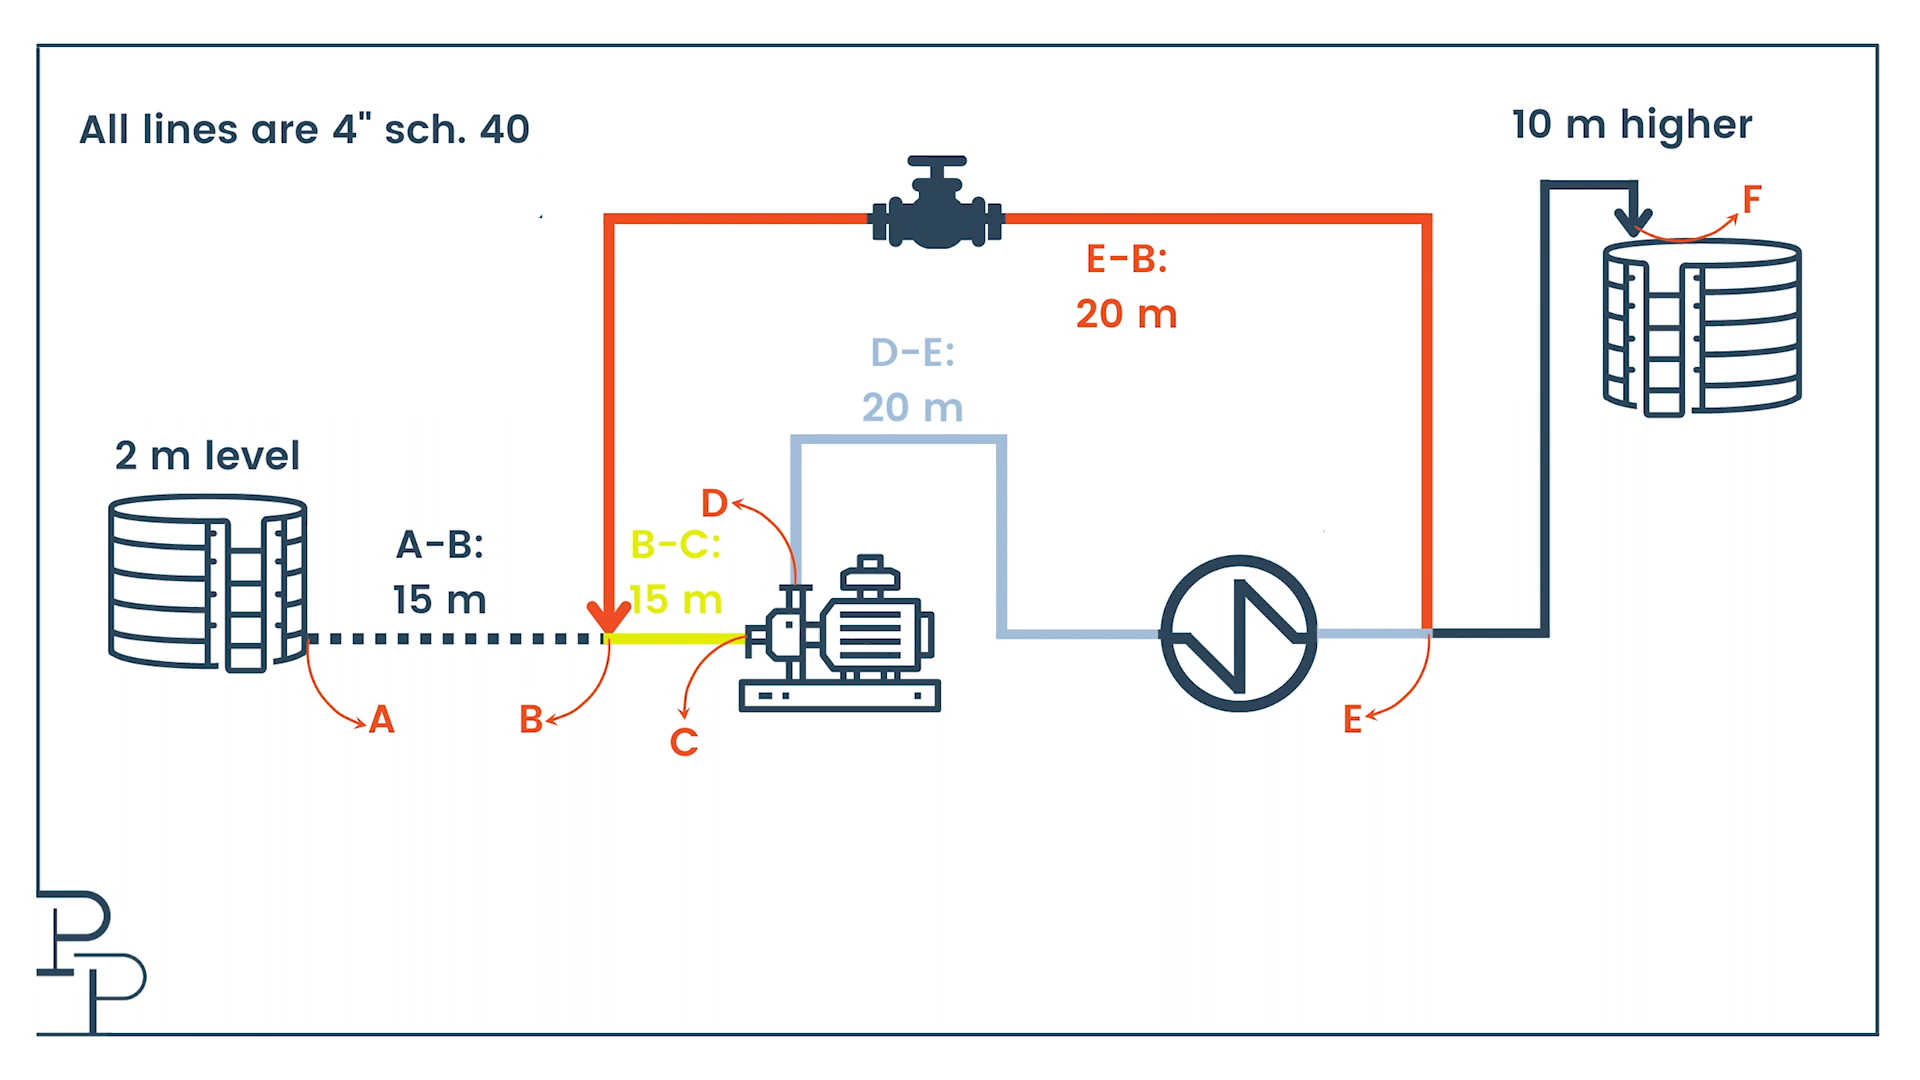 All lines are 4" sch. 40
10 m higher
F
E-B:
20 m
D-E:
20 m
2 m level
D
A-B:
15 m
B-C:
15 m
A
B
C
E